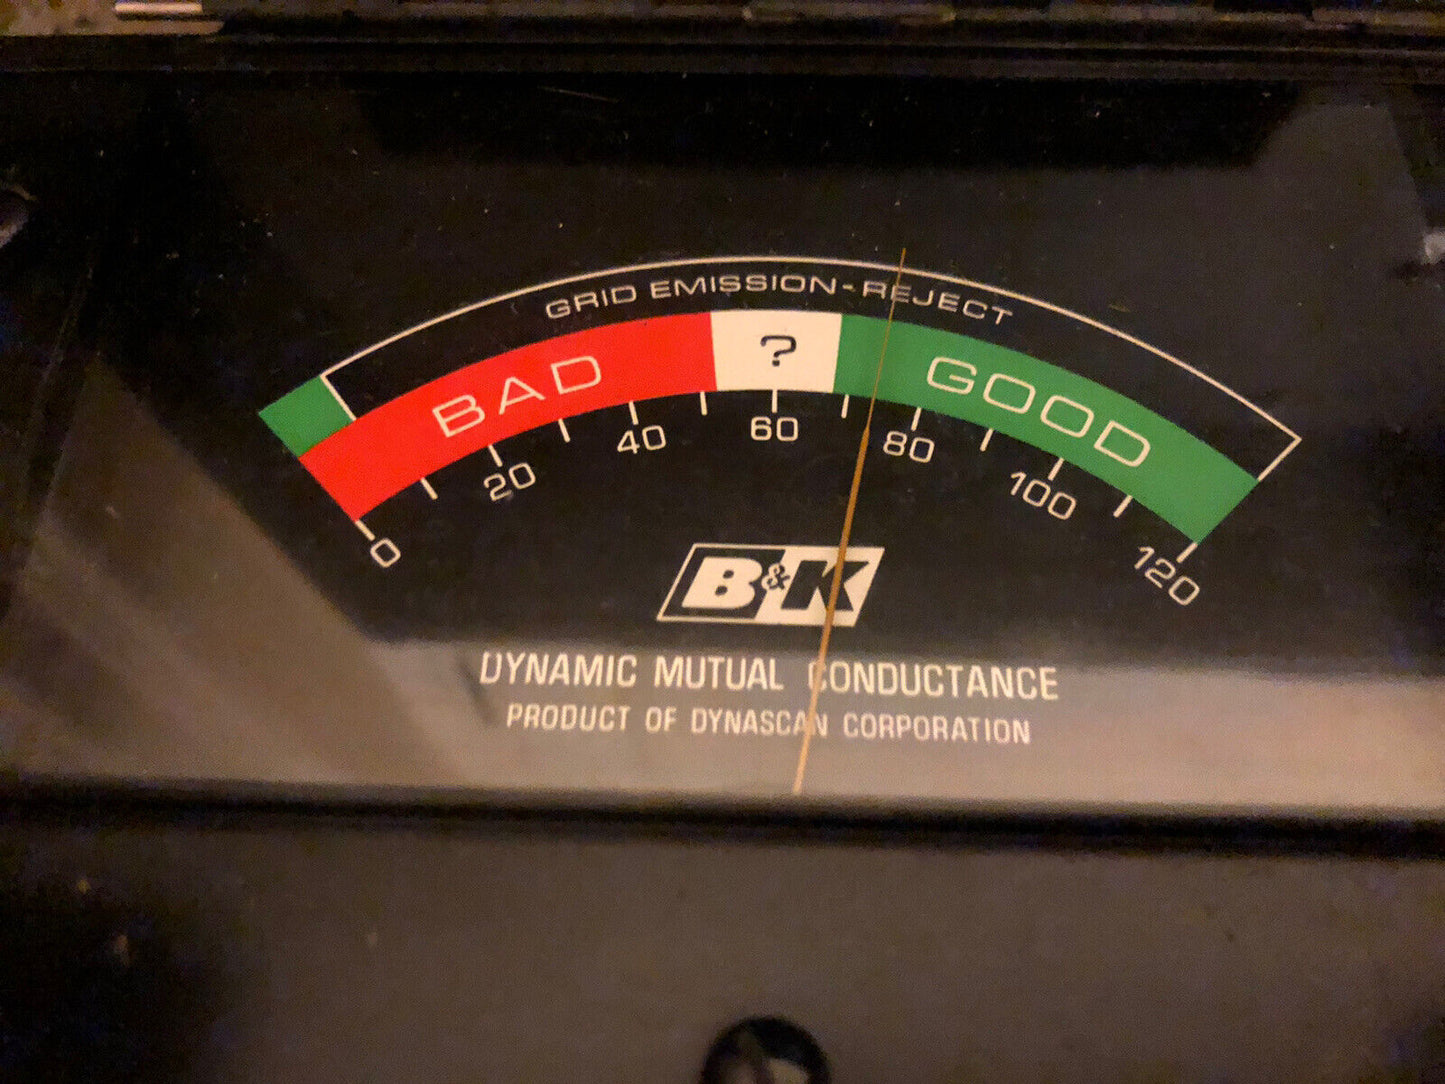 GRID EMISSION-REJECT
BAD ? GOOD
0 20 40 60 80 100 120
B&K
DYNAMIC MUTUAL CONDUCTANCE
PRODUCT OF DYNASCAN CORPORATION